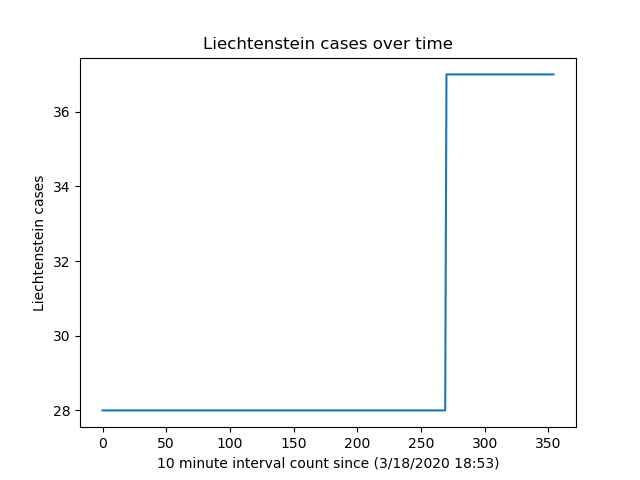 Liechtenstein cases over time
Liechtenstein cases
36
34
32
30
28
0 50 100 150 200 250 300 350
10 minute interval count since (3/18/2020 18:53)